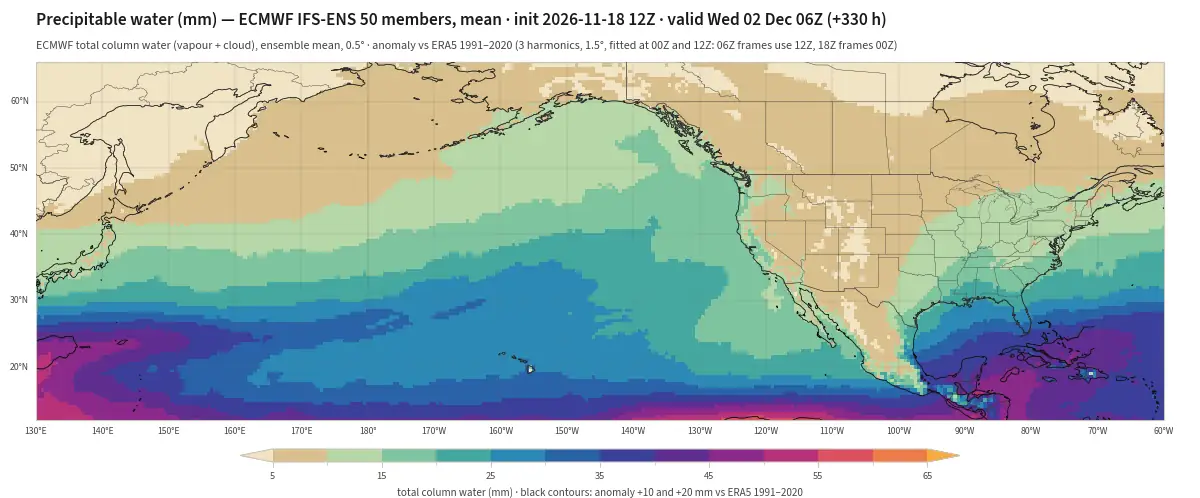 Precipitable water (mm) — ECMWF IFS-ENS 50 members, mean · init 2026-11-18 12Z · valid Wed 02 Dec 06Z (+330 h)
ECMWF total column water (vapour + cloud), ensemble mean, 0.5° · anomaly vs ERA5 1991–2020 (3 harmonics, 1.5°, fitted at 00Z and 12Z: 06Z frames use 12Z, 18Z frames 00Z)
60°N
50°N
40°N
30°N
20°N
130°E 140°E 150°E 160°E 170°E 180° 170°W 160°W 150°W 140°W 130°W 120°W 110°W 100°W 90°W 80°W 70°W 60°W
5 15 25 35 45 55 65
total column water (mm) · black contours: anomaly +10 and +20 mm vs ERA5 1991–2020